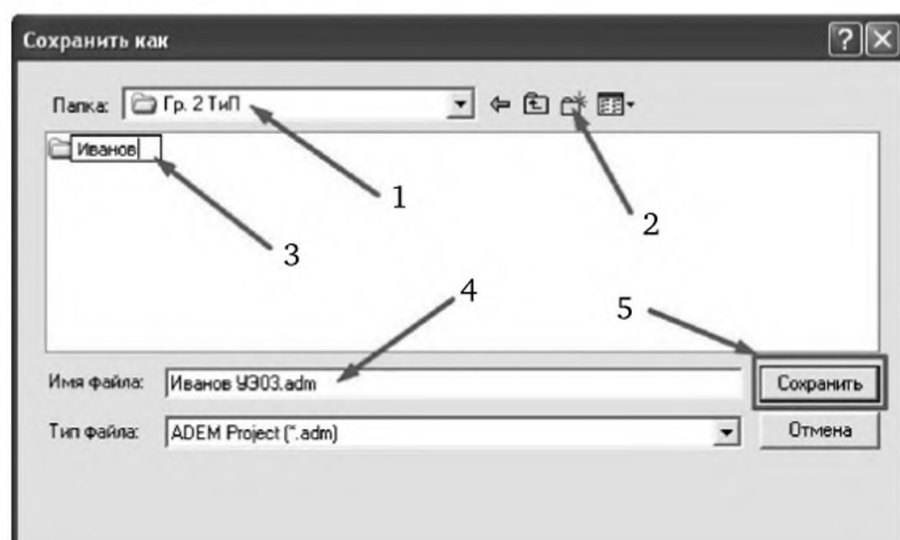 Сохранить как
Папка: Гр. 2 ТиП
Иванов
1
2
3
4
5
Имя файла: Иванов УЭ03.adm Сохранить
Тип файла: ADEM Project (*.adm) Отмена